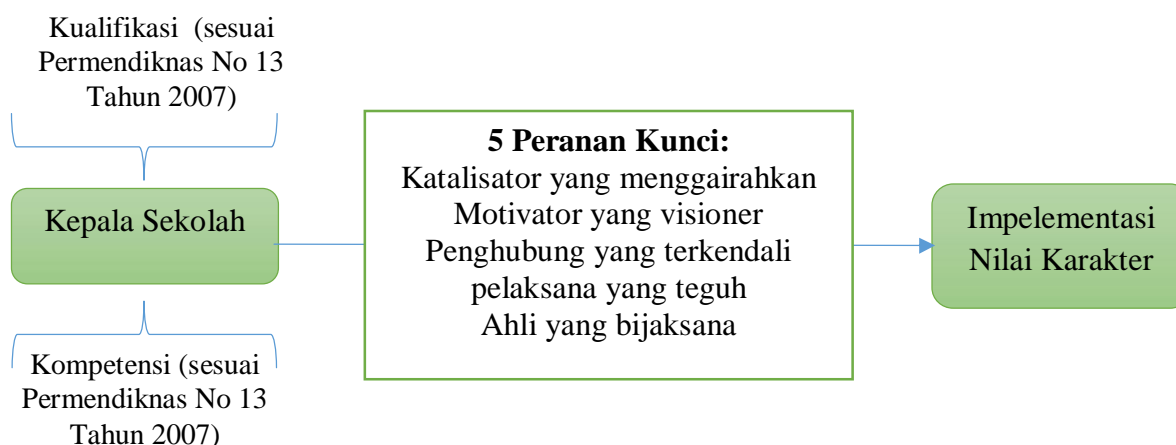 Kualifikasi (sesuai
Permendiknas No 13
Tahun 2007)
Kepala Sekolah
Kompetensi (sesuai
Permendiknas No 13
Tahun 2007)
5 Peranan Kunci:
Katalisator yang menggairahkan
Motivator yang visioner
Penghubung yang terkendali
pelaksana yang teguh
Ahli yang bijaksana
Impelementasi
Nilai Karakter